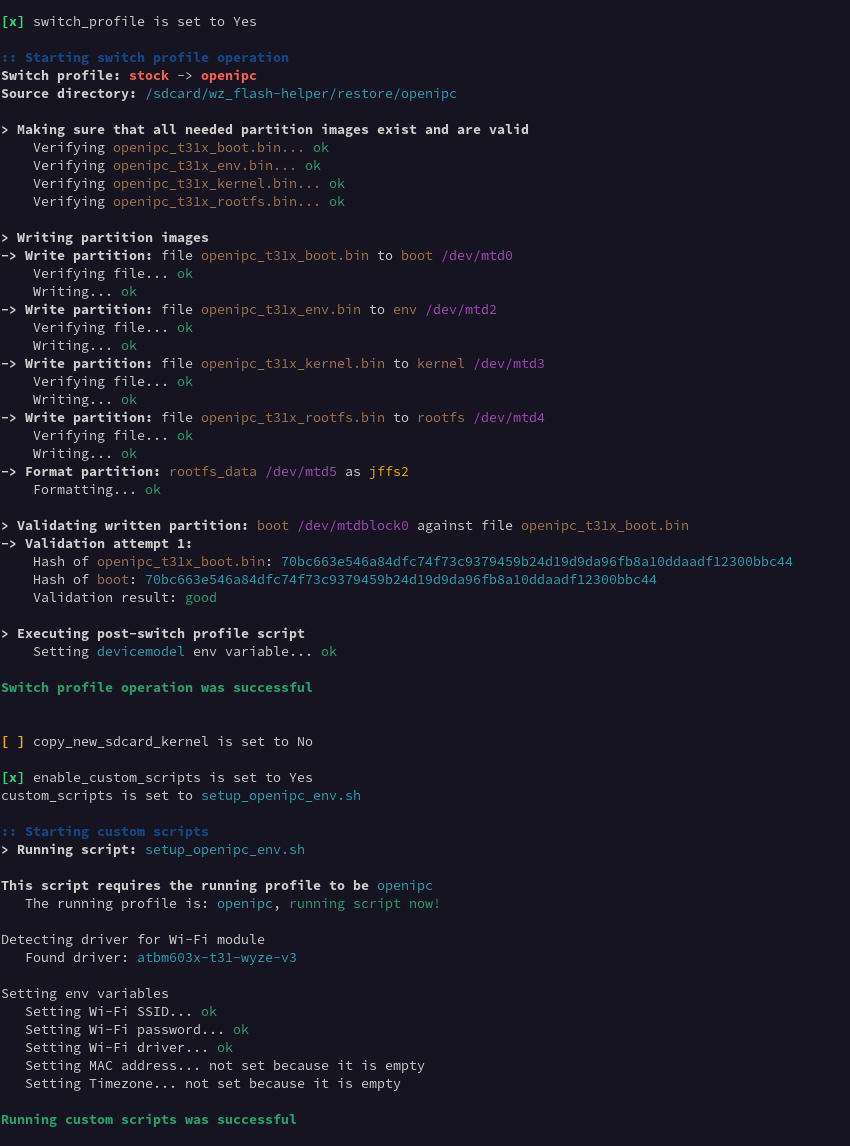 [x] switch_profile is set to Yes
:: Starting switch profile operation
Switch profile: stock -> openipc
Source directory: /sdcard/wz_flash-helper/restore/openipc
> Making sure that all needed partition images exist and are valid
Verifying openipc_t31x_boot.bin... ok
Verifying openipc_t31x_env.bin... ok
Verifying openipc_t31x_kernel.bin... ok
Verifying openipc_t31x_rootfs.bin... ok
> Writing partition images
-> Write partition: file openipc_t31x_boot.bin to boot /dev/mtd0
Verifying file... ok
Writing... ok
-> Write partition: file openipc_t31x_env.bin to env /dev/mtd2
Verifying file... ok
Writing... ok
-> Write partition: file openipc_t31x_kernel.bin to kernel /dev/mtd3
Verifying file... ok
Writing... ok
-> Write partition: file openipc_t31x_rootfs.bin to rootfs /dev/mtd4
Verifying file... ok
Writing... ok
-> Format partition: rootfs_data /dev/mtd5 as jffs2
Formatting... ok
> Validating written partition: boot /dev/mtdblock0 against file openipc_t31x_boot.bin
-> Validation attempt 1:
Hash of openipc_t31x_boot.bin: 70bc663e546a84dfc74f73c9379459b24d19d9da96fb8a10ddaadf12300bbc44
Hash of boot: 70bc663e546a84dfc74f73c9379459b24d19d9da96fb8a10ddaadf12300bbc44
Validation result: good
> Executing post-switch profile script
Setting devicemodel env variable... ok
Switch profile operation was successful
[ ] copy_new_sdcard_kernel is set to No
[x] enable_custom_scripts is set to Yes
custom_scripts is set to setup_openipc_env.sh
:: Starting custom scripts
> Running script: setup_openipc_env.sh
This script requires the running profile to be openipc
The running profile is: openipc, running script now!
Detecting driver for Wi-Fi module
Found driver: atbm603x-t31-wyze-v3
Setting env variables
Setting Wi-Fi SSID... ok
Setting Wi-Fi password... ok
Setting Wi-Fi driver... ok
Setting MAC address... not set because it is empty
Setting Timezone... not set because it is empty
Running custom scripts was successful